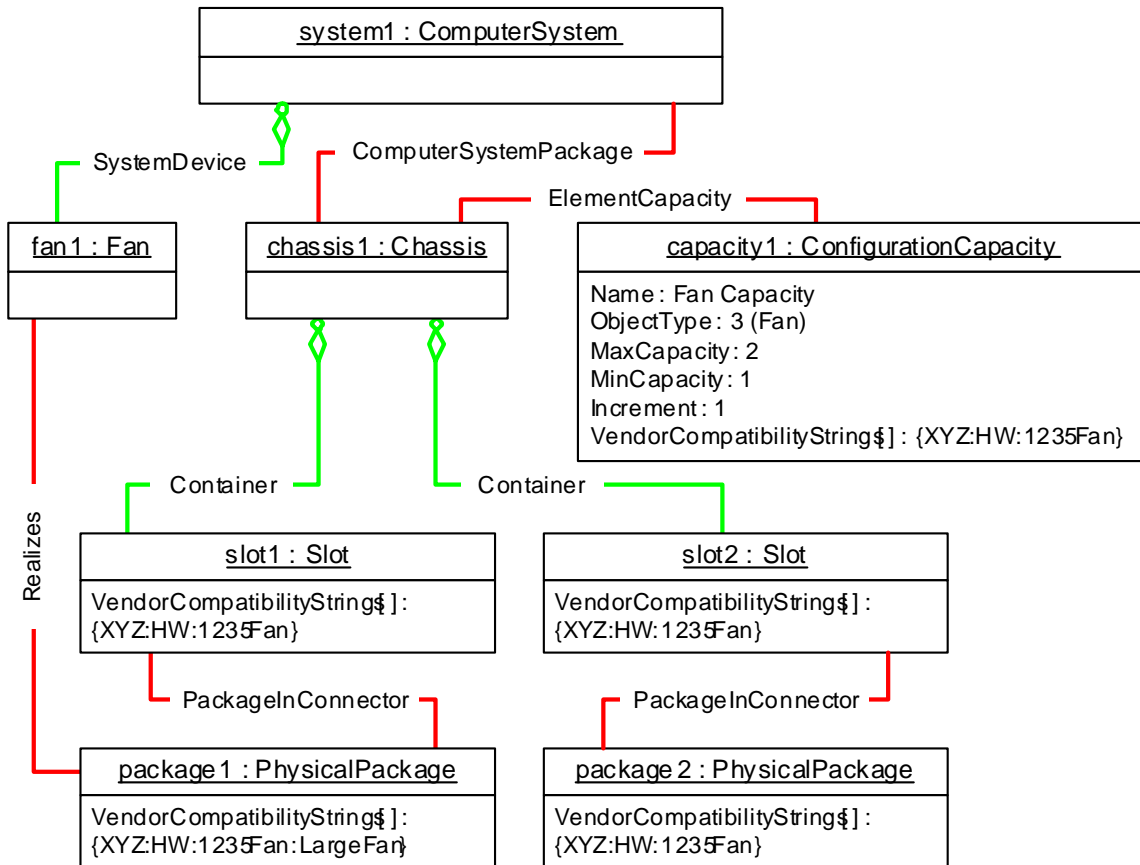 system1 : ComputerSystem
SystemDevice
ComputerSystemPackage
ElementCapacity
fan1 : Fan
chassis1 : Chassis
capacity1 : ConfigurationCapacity
Name : Fan Capacity
ObjectType : 3 (Fan)
MaxCapacity : 2
MinCapacity : 1
Increment : 1
VendorCompatibilityStrings[] : {XYZ:HW:1235Fan}
Container
Container
Realizes
slot1 : Slot
VendorCompatibilityStrings[] :
{XYZ:HW:1235Fan}
slot2 : Slot
VendorCompatibilityStrings[] :
{XYZ:HW:1235Fan}
PackageInConnector
PackageInConnector
package1 : PhysicalPackage
VendorCompatibilityStrings[] :
{XYZ:HW:1235Fan:LargeFan}
package2 : PhysicalPackage
VendorCompatibilityStrings[] :
{XYZ:HW:1235Fan}